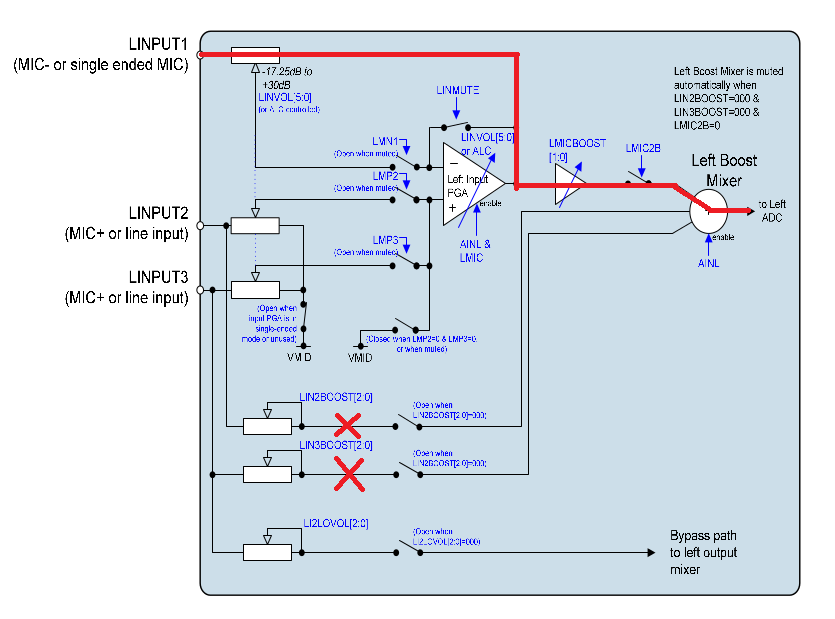 LINPUT1
(MIC- or single ended MIC)
-17.25dB to
+30dB
LINVOL[5:0]
(or ALC controlled)
LINMUTE
Left Boost Mixer is muted
automatically when
LIN2BOOST=000 &
LIN3BOOST=000 &
LMIC2B=0
LMN1
(Open when muted)
LINVOL[5:0]
or ALC
LMICBOOST
[1:0]
LMIC2B
Left Boost
Mixer
LMP2
(Open when muted)
Left Input
PGA
enable
to Left
ADC
LINPUT2
(MIC+ or line input)
enable
LMP3
(Open when muted)
AINL &
LMIC
AINL
LINPUT3
(MIC+ or line input)
(Open when
input PGA is in
single-ended
mode or unused)
VMID
VMID
(Closed when LMP2=0 & LMP3=0,
or when muted)
LIN2BOOST[2:0]
(Open when
LIN2BOOST[2:0]=000)
LIN3BOOST[2:0]
(Open when
LIN2BOOST[2:0]=000)
LI2LOVOL[2:0]
(Open when
LI2LOVOL[2:0]=000)
Bypass path
to left output
mixer